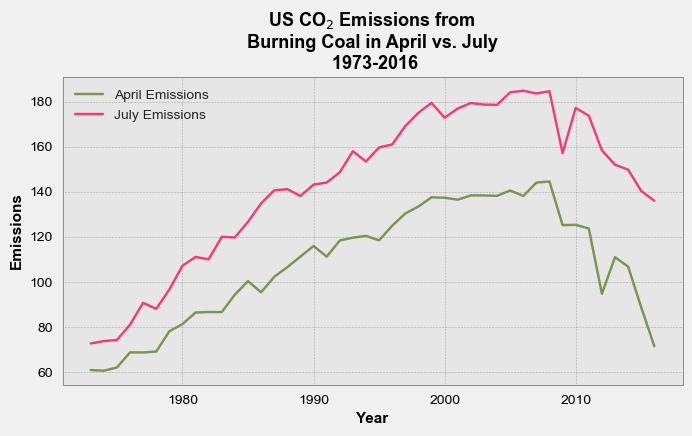 US CO₂ Emissions from
Burning Coal in April vs. July
1973-2016
April Emissions
July Emissions
180
160
140
120
100
80
60
Emissions
1980 1990 2000 2010
Year